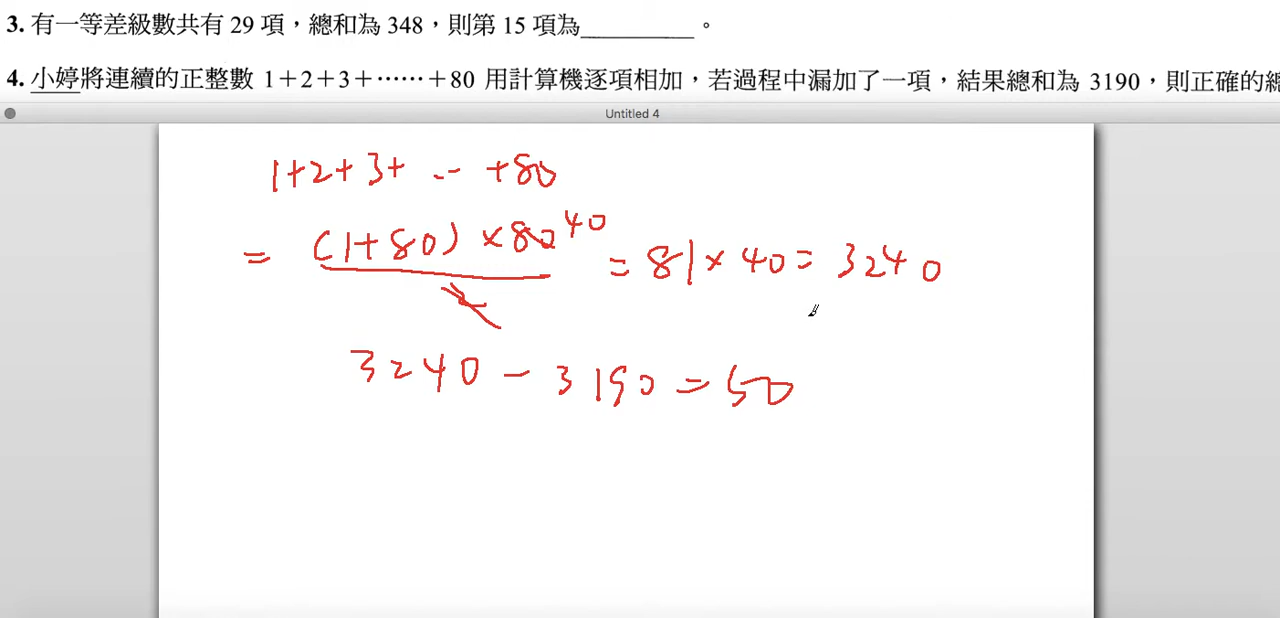 3. 有一等差級數共有 29 項，總和為 348，則第 15 項為________。
4. 小婷將連續的正整數 1+2+3+……+80 用計算機逐項相加，若過程中漏加了一項，結果總和為 3190，則正確的總
Untitled 4
1+2+3+ -- +80
= (1+80) ×80 40 = 81 × 40 = 3240
2
3240 - 3190 = 50